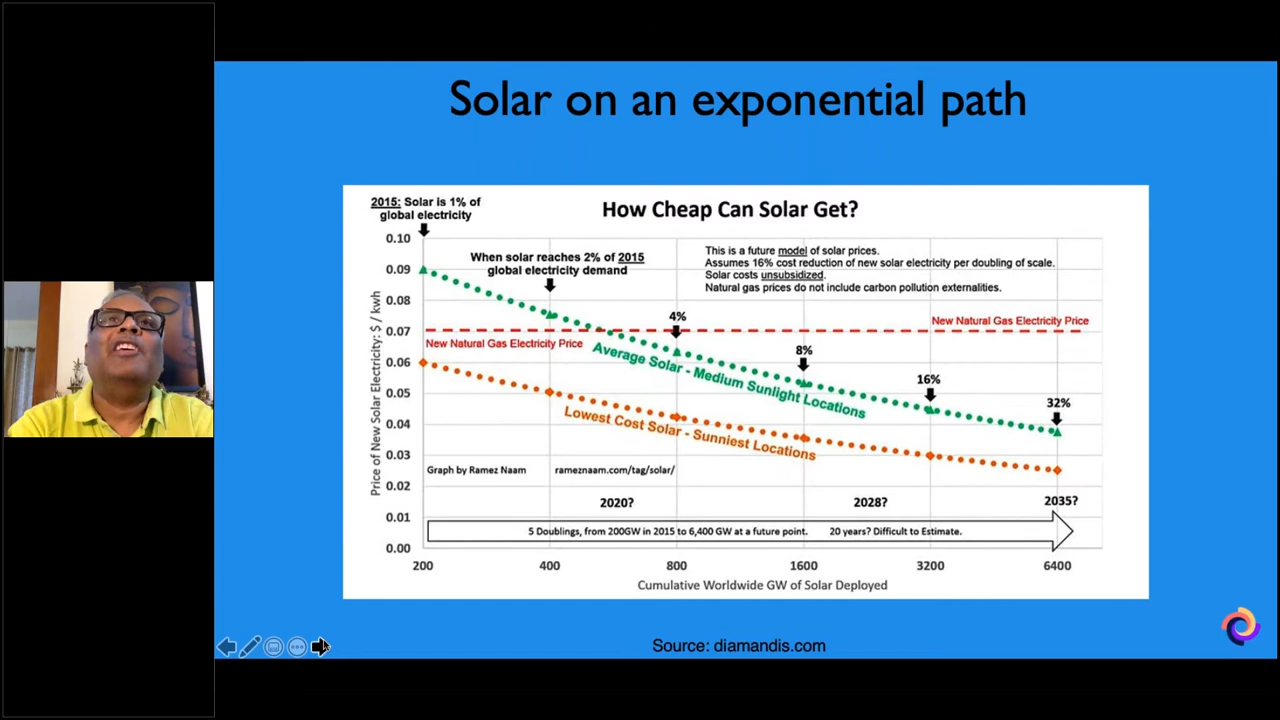 Solar on an exponential path
How Cheap Can Solar Get?
2015: Solar is 1% of
global electricity
When solar reaches 2% of 2015
global electricity demand
This is a future model of solar prices.
Assumes 16% cost reduction of new solar electricity per doubling of scale.
Solar costs unsubsidized.
Natural gas prices do not include carbon pollution externalities.
Price of New Solar Electricity: $ / kwh
0.10
0.09
0.08
0.07
0.06
0.05
0.04
0.03
0.02
0.01
0.00
New Natural Gas Electricity Price
New Natural Gas Electricity Price
4%
8%
16%
32%
Average Solar - Medium Sunlight Locations
Lowest Cost Solar - Sunniest Locations
Graph by Ramez Naam rameznaam.com/tag/solar/
2020? 2028? 2035?
5 Doublings, from 200GW in 2015 to 6,400 GW at a future point. 20 years? Difficult to Estimate.
200 400 800 1600 3200 6400
Cumulative Worldwide GW of Solar Deployed
Source: diamandis.com